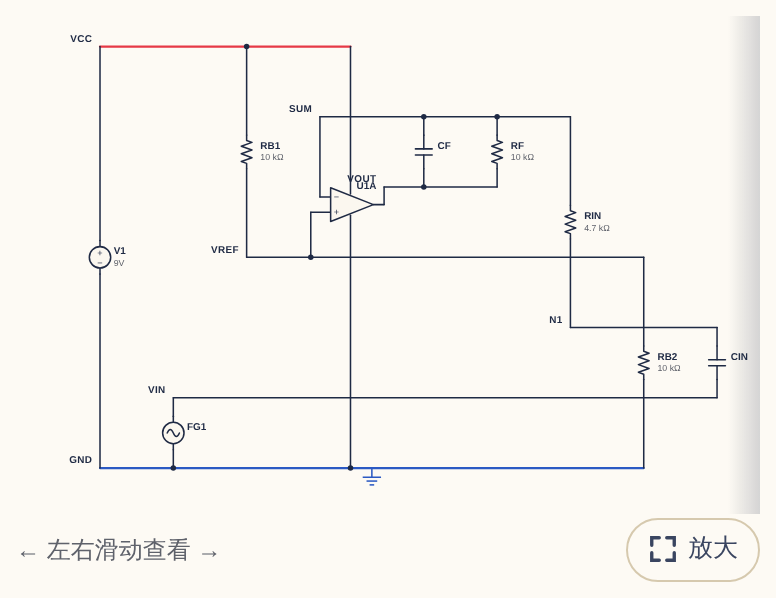 VCC
SUM
RB1
10 kΩ
CF
RF
10 kΩ
VOUT
U1A
−
+
RIN
4.7 kΩ
VREF
V1
9V
+
−
N1
RB2
10 kΩ
CIN
VIN
FG1
GND
← 左右滑动查看 →
放大